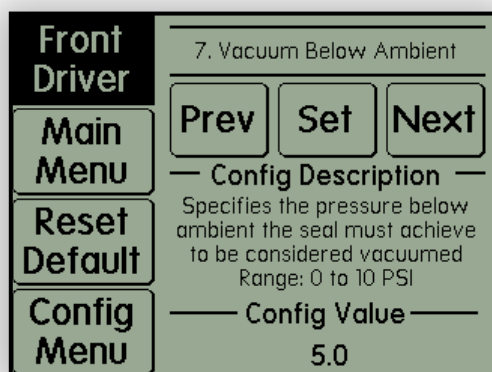 Front
Driver
Main
Menu
Reset
Default
Config
Menu
7. Vacuum Below Ambient
Prev
Set
Next
Config Description
Specifies the pressure below
ambient the seal must achieve
to be considered vacuumed
Range: 0 to 10 PSI
Config Value
5.0